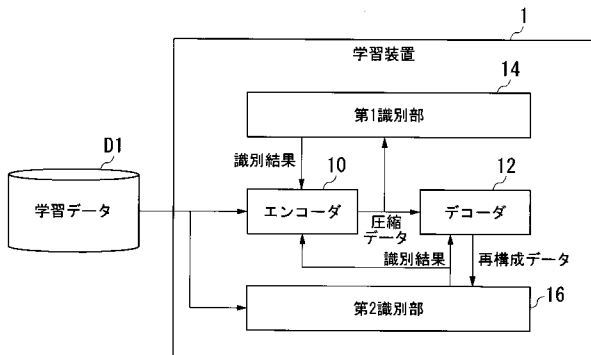 1
学習装置
14
第1識別部
D1
識別結果
10
12
学習データ
エンコーダ
圧縮
データ
デコーダ
識別結果
再構成データ
第2識別部
16